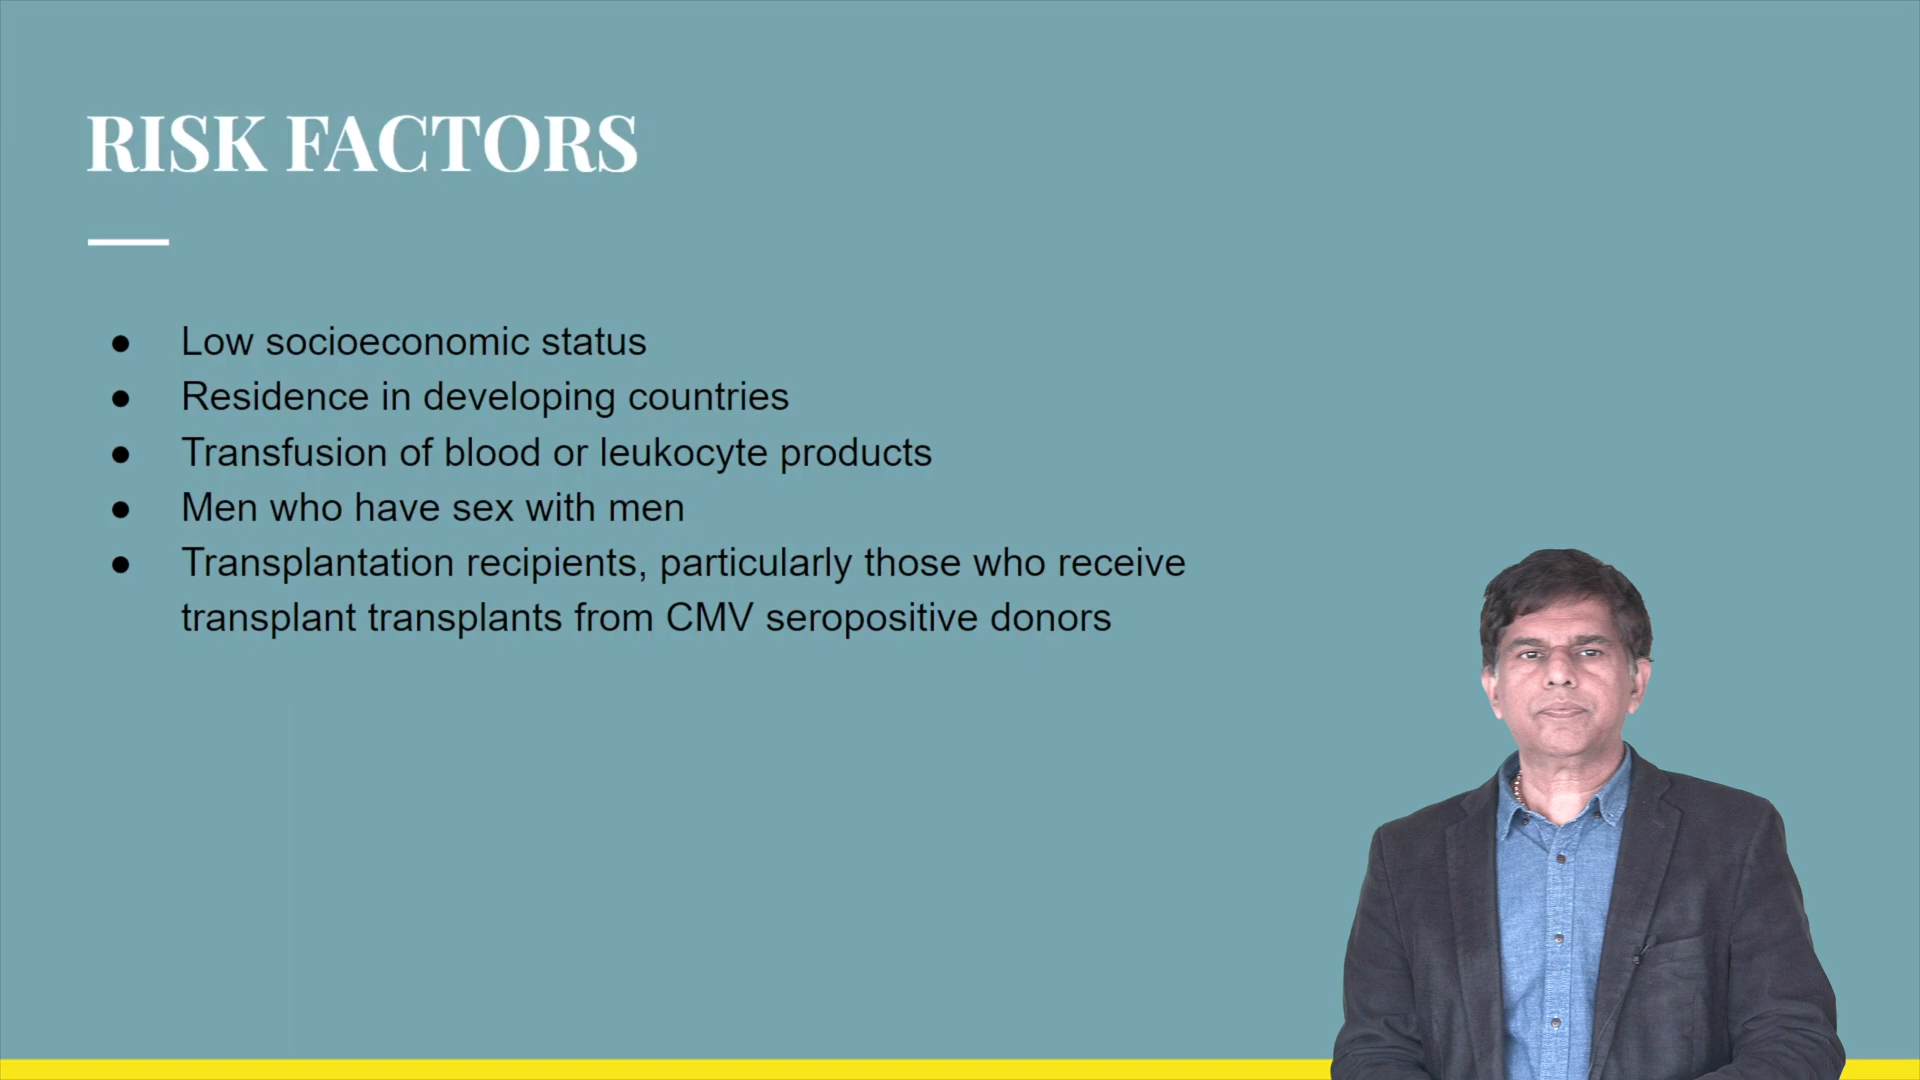 RISK FACTORS
● Low socioeconomic status
● Residence in developing countries
● Transfusion of blood or leukocyte products
● Men who have sex with men
● Transplantation recipients, particularly those who receive
transplant transplants from CMV seropositive donors